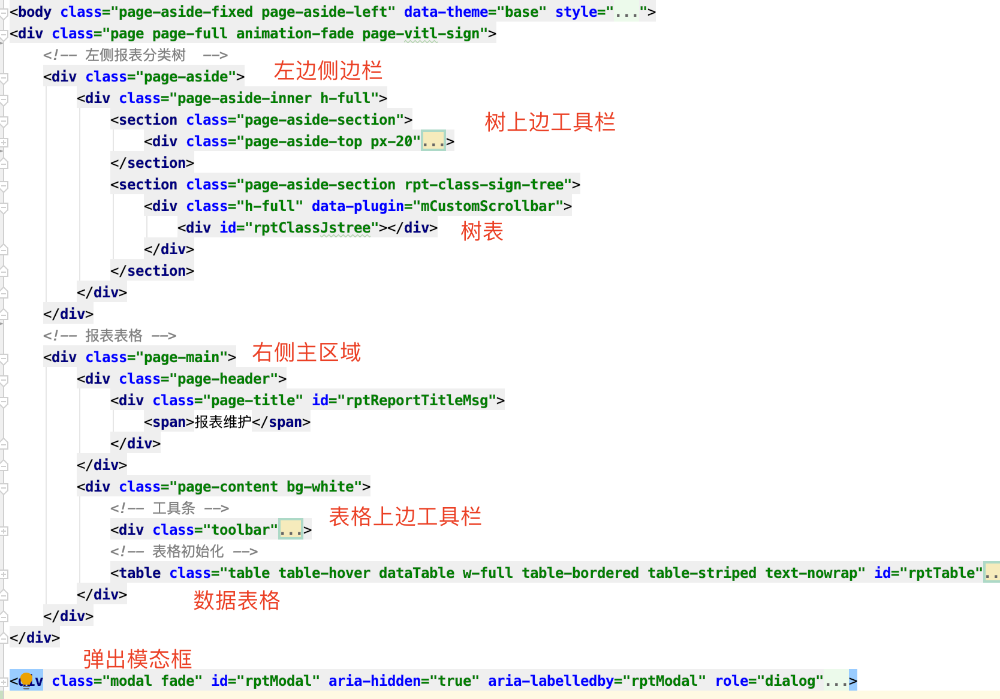 <body class="page-aside-fixed page-aside-left" data-theme="base" style="...">
<div class="page page-full animation-fade page-vitl-sign">
<!-- 左侧报表分类树  -->
左边侧边栏
<div class="page-aside">
<div class="page-aside-inner h-full">
<section class="page-aside-section">
树上边工具栏
<div class="page-aside-top px-20"...>
</section>
<section class="page-aside-section rpt-class-sign-tree">
<div class="h-full" data-plugin="mCustomScrollbar">
<div id="rptClassJstree"></div>
树表
</div>
</section>
</div>
</div>
<!-- 报表表格 -->
<div class="page-main">
右侧主区域
<div class="page-header">
<div class="page-title" id="rptReportTitleMsg">
<span>报表维护</span>
</div>
</div>
<div class="page-content bg-white">
<!-- 工具条 -->
表格上边工具栏
<div class="toolbar"...>
<!-- 表格初始化 -->
<table class="table table-hover dataTable w-full table-bordered table-striped text-nowrap" id="rptTable"..
</div>
数据表格
</div>
</div>
弹出模态框
<div class="modal fade" id="rptModal" aria-hidden="true" aria-labelledby="rptModal" role="dialog"...>